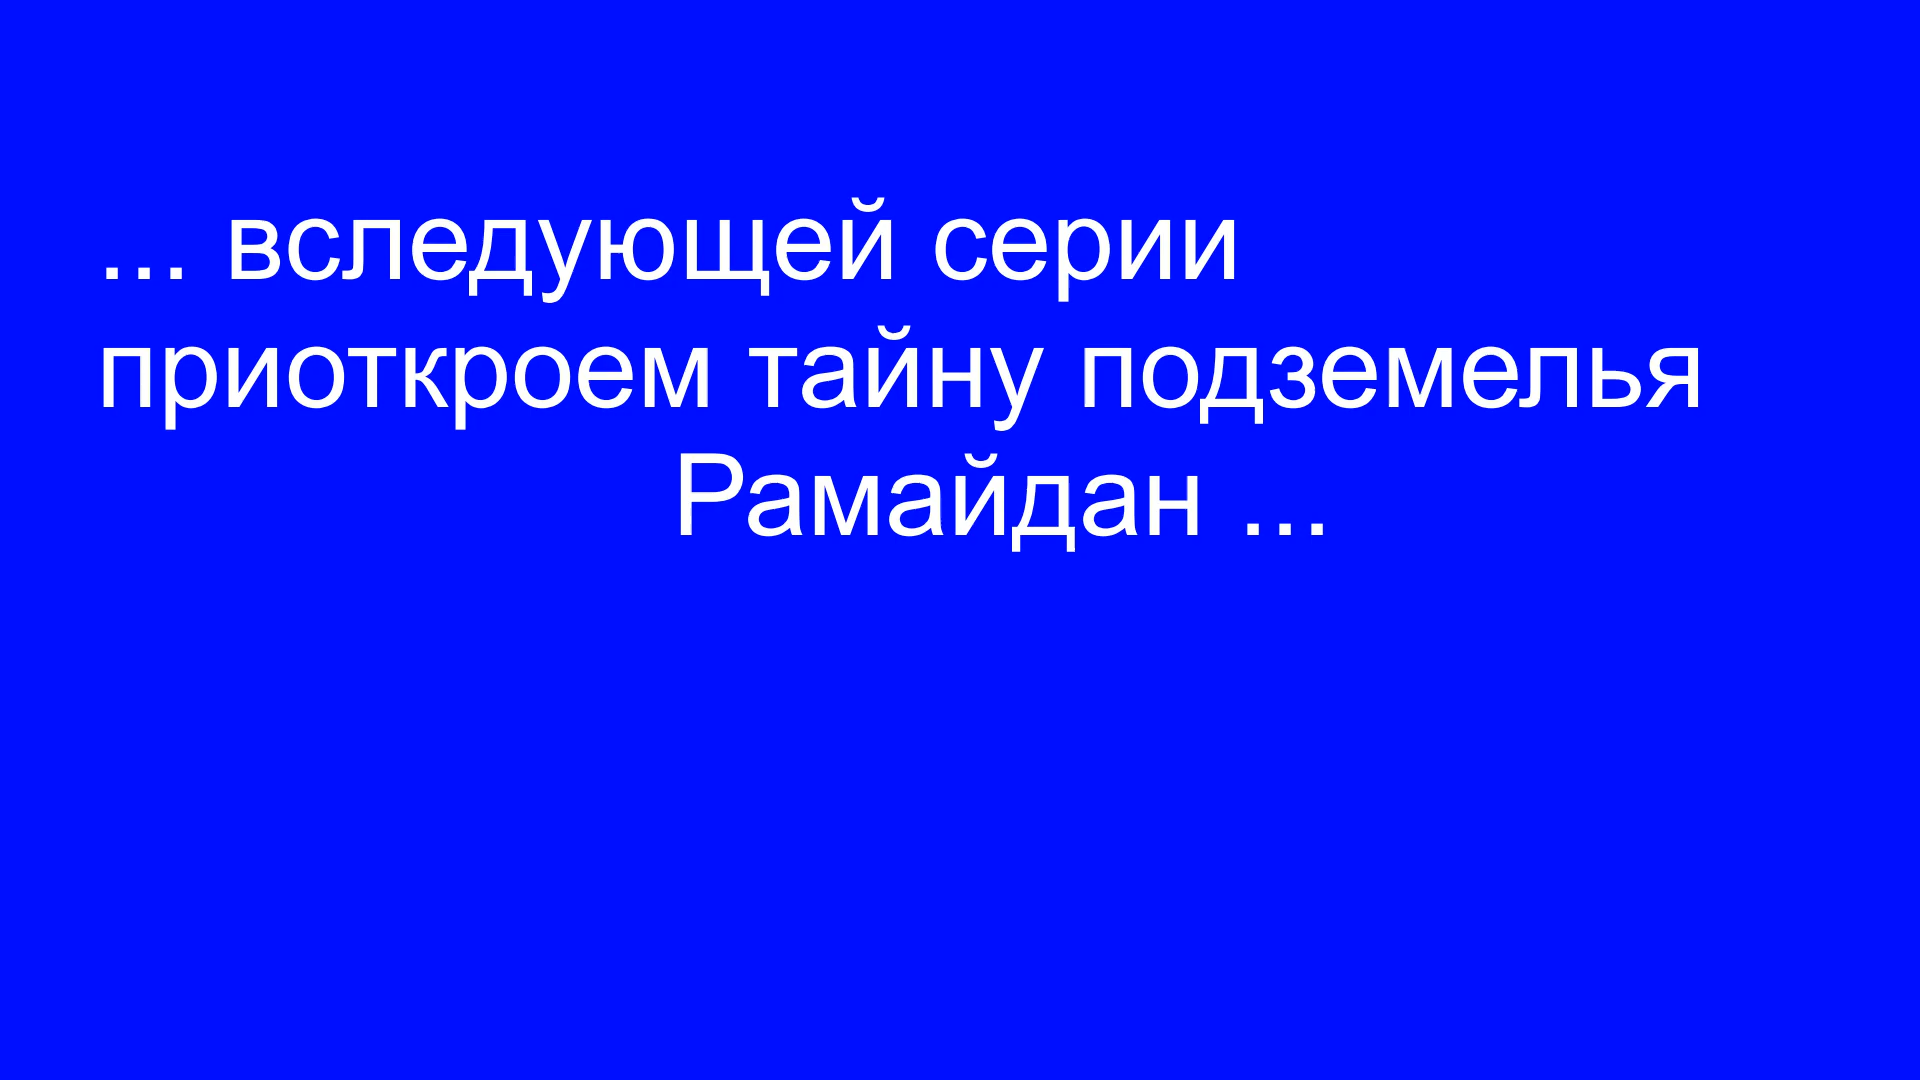 ... вследующей серии
приоткроем тайну подземелья
Рамайдан ...